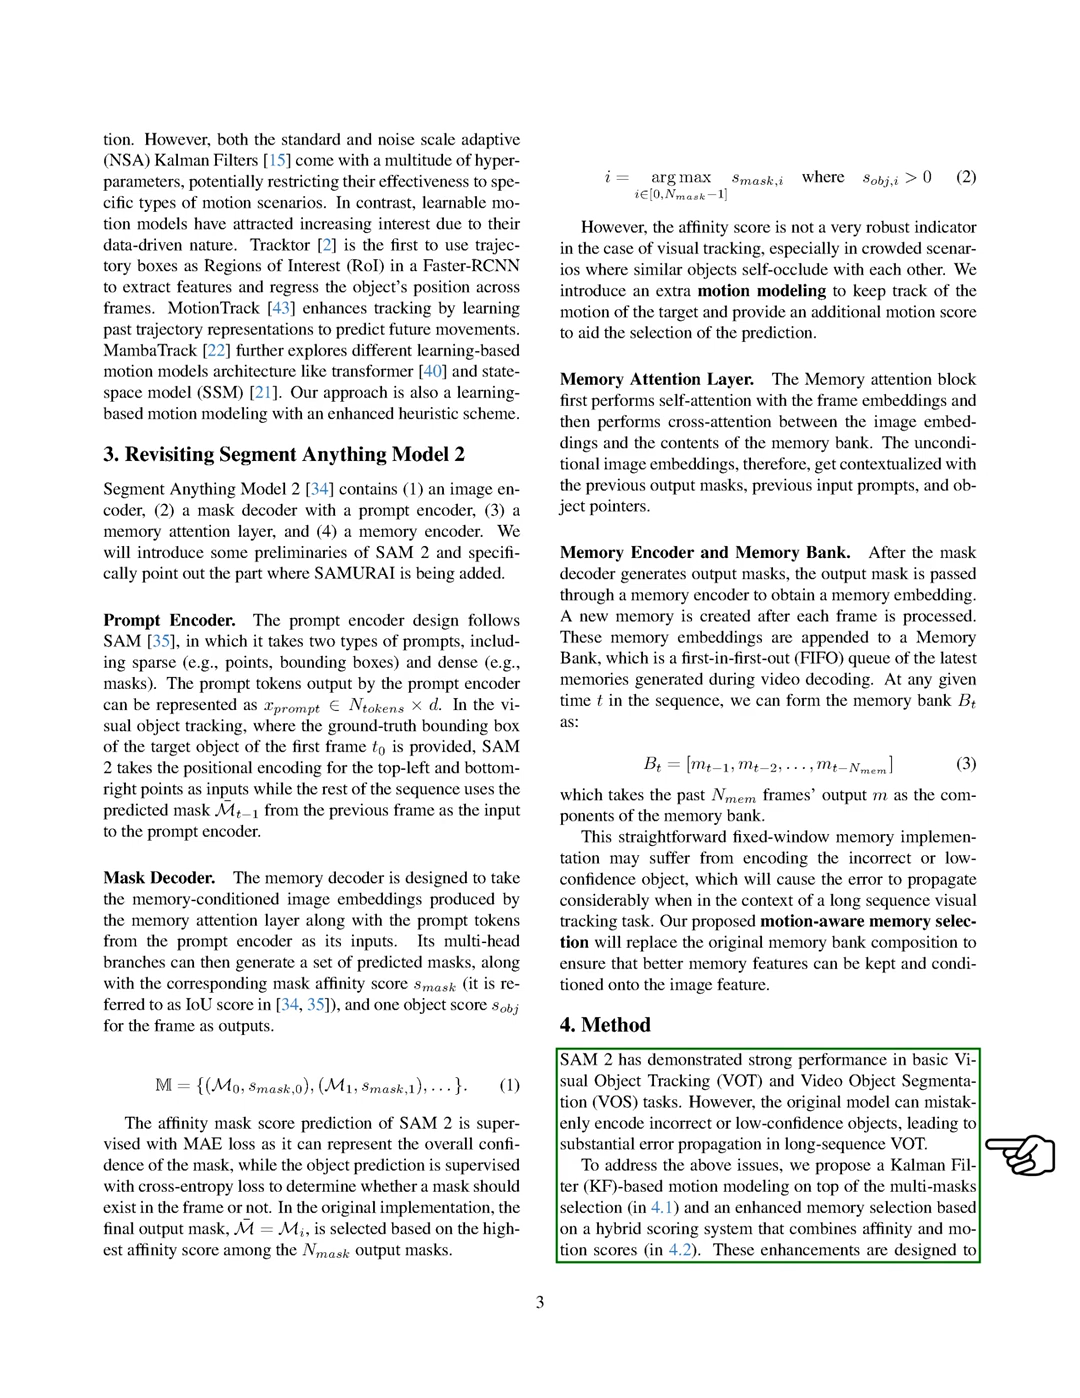 tion. However, both the standard and noise scale adaptive
(NSA) Kalman Filters [15] come with a multitude of hyper-
parameters, potentially restricting their effectiveness to spe-
cific types of motion scenarios. In contrast, learnable mo-
tion models have attracted increasing interest due to their
data-driven nature. Tracktor [2] is the first to use trajec-
tory boxes as Regions of Interest (RoI) in a Faster-RCNN
to extract features and regress the object's position across
frames. MotionTrack [43] enhances tracking by learning
past trajectory representations to predict future movements.
MambaTrack [22] further explores different learning-based
motion models architecture like transformer [40] and state-
space model (SSM) [21]. Our approach is also a learning-
based motion modeling with an enhanced heuristic scheme.
3. Revisiting Segment Anything Model 2
Segment Anything Model 2 [34] contains (1) an image en-
coder, (2) a mask decoder with a prompt encoder, (3) a
memory attention layer, and (4) a memory encoder. We
will introduce some preliminaries of SAM 2 and specifi-
cally point out the part where SAMURAI is being added.
Prompt Encoder. The prompt encoder design follows
SAM [35], in which it takes two types of prompts, includ-
ing sparse (e.g., points, bounding boxes) and dense (e.g.,
masks). The prompt tokens output by the prompt encoder
can be represented as x_{prompt} ∈ N_{tokens} × d. In the vi-
sual object tracking, where the ground-truth bounding box
of the target object of the first frame t_0 is provided, SAM
2 takes the positional encoding for the top-left and bottom-
right points as inputs while the rest of the sequence uses the
predicted mask M̄_{t−1} from the previous frame as the input
to the prompt encoder.
Mask Decoder. The memory decoder is designed to take
the memory-conditioned image embeddings produced by
the memory attention layer along with the prompt tokens
from the prompt encoder as its inputs. Its multi-head
branches can then generate a set of predicted masks, along
with the corresponding mask affinity score s_{mask} (it is re-
ferred to as IoU score in [34, 35]), and one object score s_{obj}
for the frame as outputs.
𝕄 = {(M_0, s_{mask,0}), (M_1, s_{mask,1}), . . . }. (1)
The affinity mask score prediction of SAM 2 is super-
vised with MAE loss as it can represent the overall confi-
dence of the mask, while the object prediction is supervised
with cross-entropy loss to determine whether a mask should
exist in the frame or not. In the original implementation, the
final output mask, M̄ = M_i, is selected based on the high-
est affinity score among the N_{mask} output masks.
i = arg max_{i∈[0,N_{mask}−1]} s_{mask,i} where s_{obj,i} > 0 (2)
However, the affinity score is not a very robust indicator
in the case of visual tracking, especially in crowded scenar-
ios where similar objects self-occlude with each other. We
introduce an extra motion modeling to keep track of the
motion of the target and provide an additional motion score
to aid the selection of the prediction.
Memory Attention Layer. The Memory attention block
first performs self-attention with the frame embeddings and
then performs cross-attention between the image embed-
dings and the contents of the memory bank. The uncondi-
tional image embeddings, therefore, get contextualized with
the previous output masks, previous input prompts, and ob-
ject pointers.
Memory Encoder and Memory Bank. After the mask
decoder generates output masks, the output mask is passed
through a memory encoder to obtain a memory embedding.
A new memory is created after each frame is processed.
These memory embeddings are appended to a Memory
Bank, which is a first-in-first-out (FIFO) queue of the latest
memories generated during video decoding. At any given
time t in the sequence, we can form the memory bank B_t
as:
B_t = [m_{t−1}, m_{t−2}, . . . , m_{t−N_{mem}}] (3)
which takes the past N_{mem} frames' output m as the com-
ponents of the memory bank.
This straightforward fixed-window memory implemen-
tation may suffer from encoding the incorrect or low-
confidence object, which will cause the error to propagate
considerably when in the context of a long sequence visual
tracking task. Our proposed motion-aware memory selec-
tion will replace the original memory bank composition to
ensure that better memory features can be kept and condi-
tioned onto the image feature.
4. Method
SAM 2 has demonstrated strong performance in basic Vi-
sual Object Tracking (VOT) and Video Object Segmenta-
tion (VOS) tasks. However, the original model can mistak-
enly encode incorrect or low-confidence objects, leading to
substantial error propagation in long-sequence VOT.
To address the above issues, we propose a Kalman Fil-
ter (KF)-based motion modeling on top of the multi-masks
selection (in 4.1) and an enhanced memory selection based
on a hybrid scoring system that combines affinity and mo-
tion scores (in 4.2). These enhancements are designed to
3